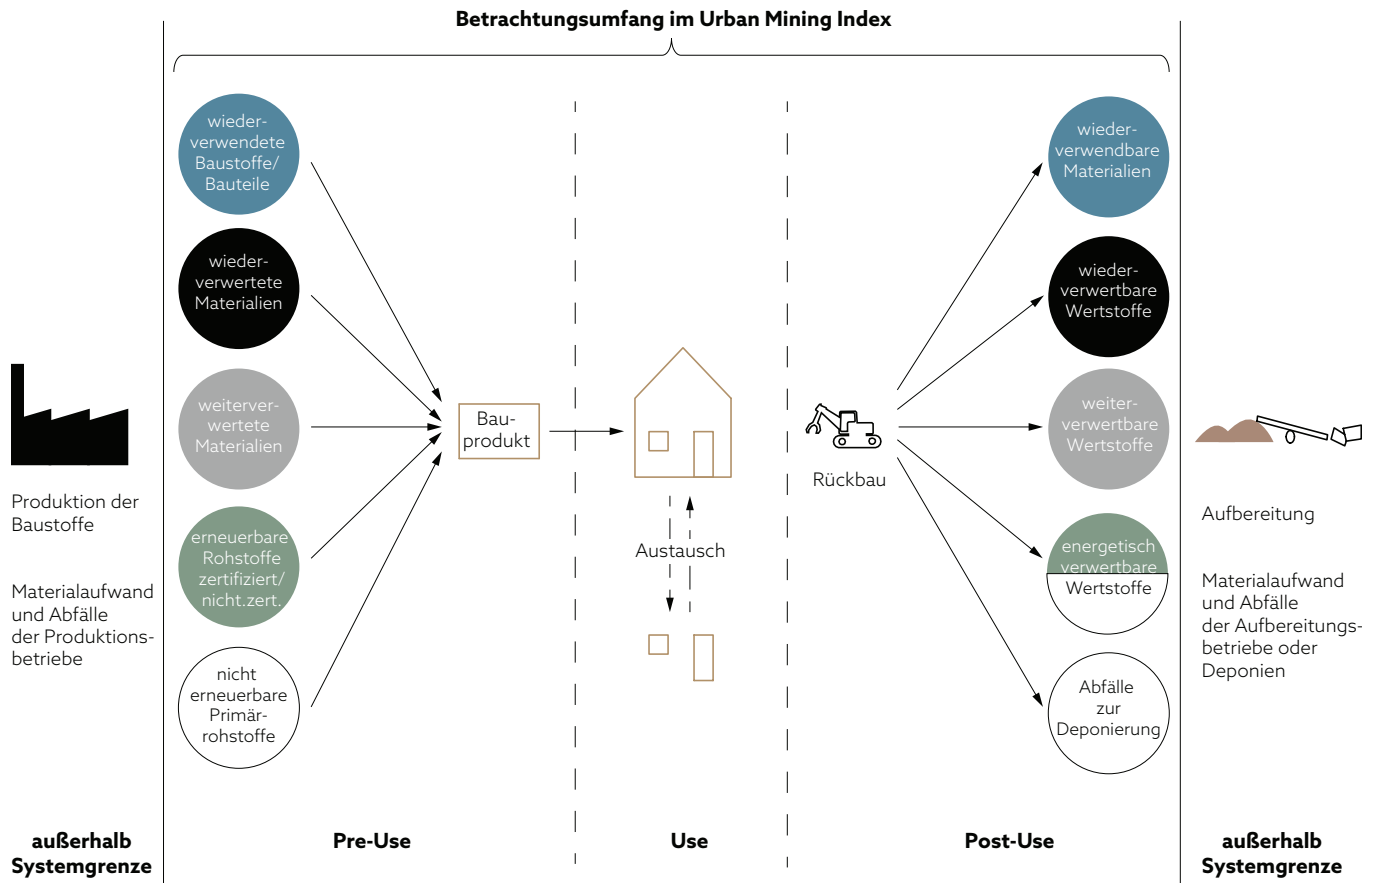 Betrachtungsumfang im Urban Mining Index
Produktion der
Baustoffe
Materialaufwand
und Abfälle
der Produktions-
betriebe
außerhalb
Systemgrenze
wieder-
verwendete
Baustoffe/
Bauteile
wieder-
verwertete
Materialien
weiterver-
wertete
Materialien
erneuerbare
Rohstoffe
zertifiziert/
nicht.zert.
nicht
erneuerbare
Primär-
rohstoffe
Bau-
produkt
Pre-Use
Austausch
Use
Rückbau
wieder-
verwendbare
Materialien
wieder-
verwertbare
Wertstoffe
weiter-
verwertbare
Wertstoffe
energetisch
verwertbare
Wertstoffe
Abfälle
zur
Deponierung
Post-Use
Aufbereitung
Materialaufwand
und Abfälle
der Aufbereitungs-
betriebe oder
Deponien
außerhalb
Systemgrenze